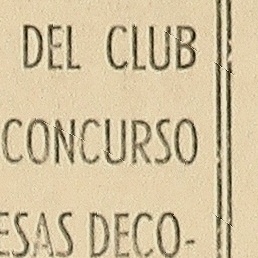 DEL CLUB
CONCURSO
ESAS DECO-